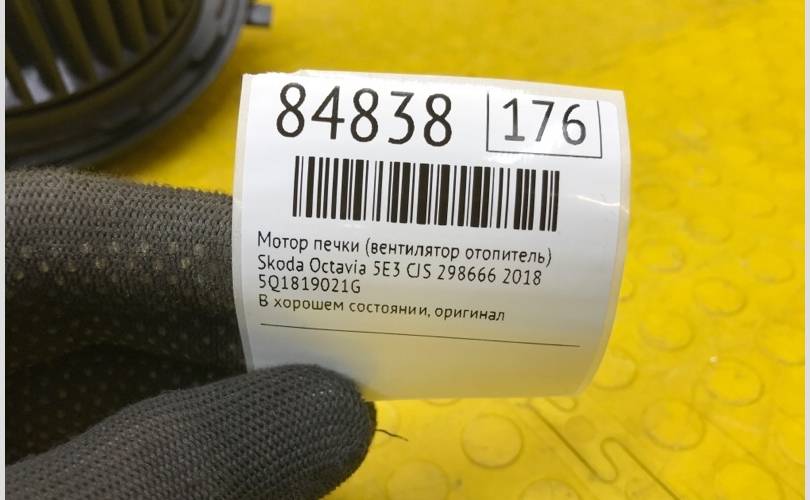 84838 176
Мотор печки (вентилятор отопитель)
Skoda Octavia 5E3 CJS 298666 2018
5Q1819021G
В хорошем состоянии, оригинал